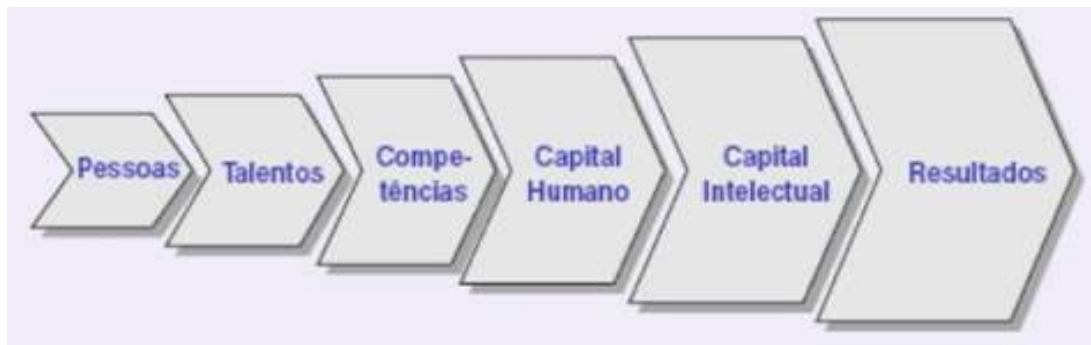 Pessoas
Talentos
Compe-
tências
Capital
Humano
Capital
Intelectual
Resultados